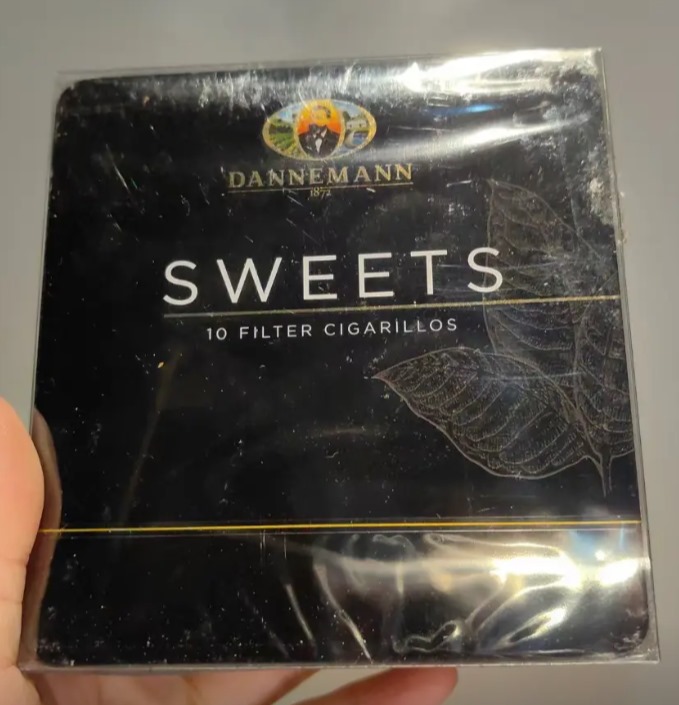 DANNEMANN
1872
SWEETS
10 FILTER CIGARILLOS